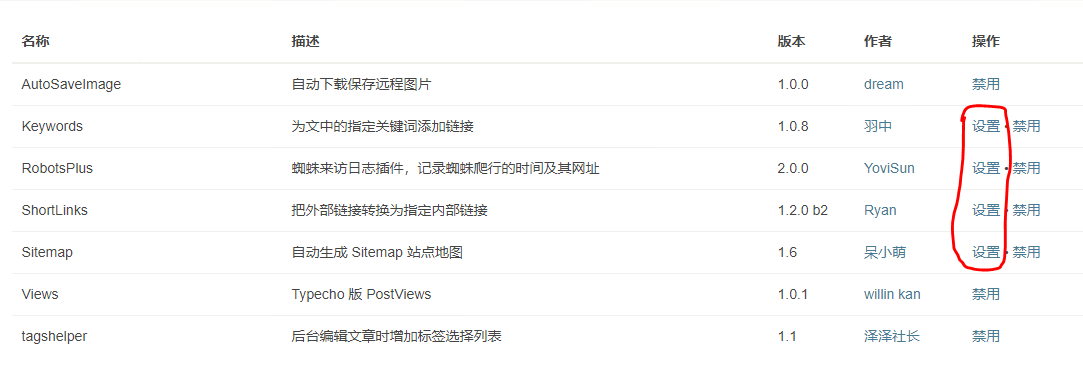 名称 描述 版本 作者 操作
AutoSaveImage 自动下载保存远程图片 1.0.0 dream 禁用
Keywords 为文中的指定关键词添加链接 1.0.8 羽中 设置 • 禁用
RobotsPlus 蜘蛛来访日志插件，记录蜘蛛爬行的时间及其网址 2.0.0 YoviSun 设置 • 禁用
ShortLinks 把外部链接转换为指定内部链接 1.2.0 b2 Ryan 设置 • 禁用
Sitemap 自动生成 Sitemap 站点地图 1.6 呆小萌 设置 • 禁用
Views Typecho 版 PostViews 1.0.1 willin kan 禁用
tagshelper 后台编辑文章时增加标签选择列表 1.1 泽泽社长 禁用